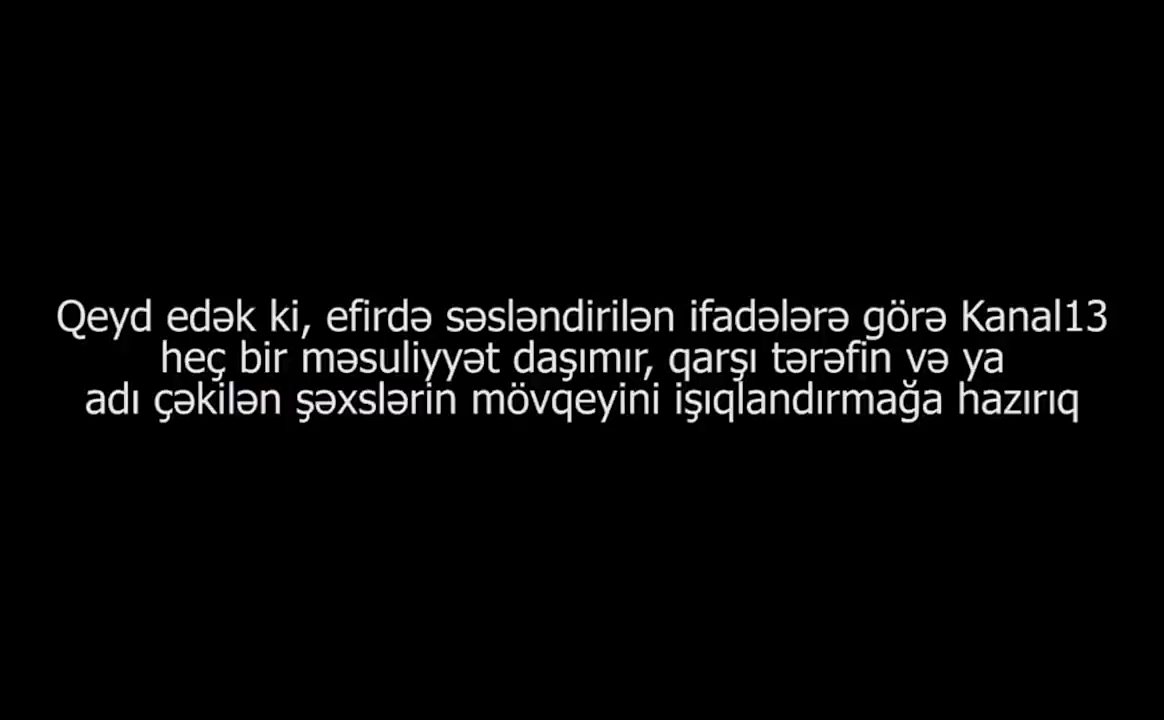 Qeyd edək ki, efirdə səsləndirilən ifadələrə görə Kanal13
heç bir məsuliyyət daşımır, qarşı tərəfin və ya
adı çəkilən şəxslərin mövqeyini işıqlandırmağa hazırıq